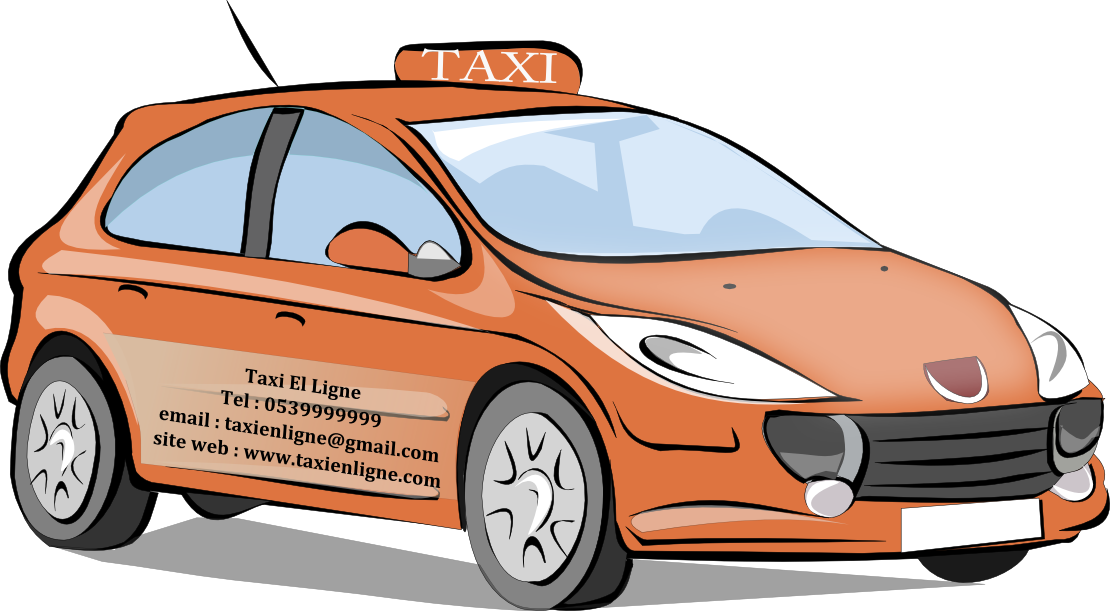 TAXI
Taxi El Ligne
Tel : 0539999999
email : taxienligne@gmail.com
site web : www.taxienligne.com